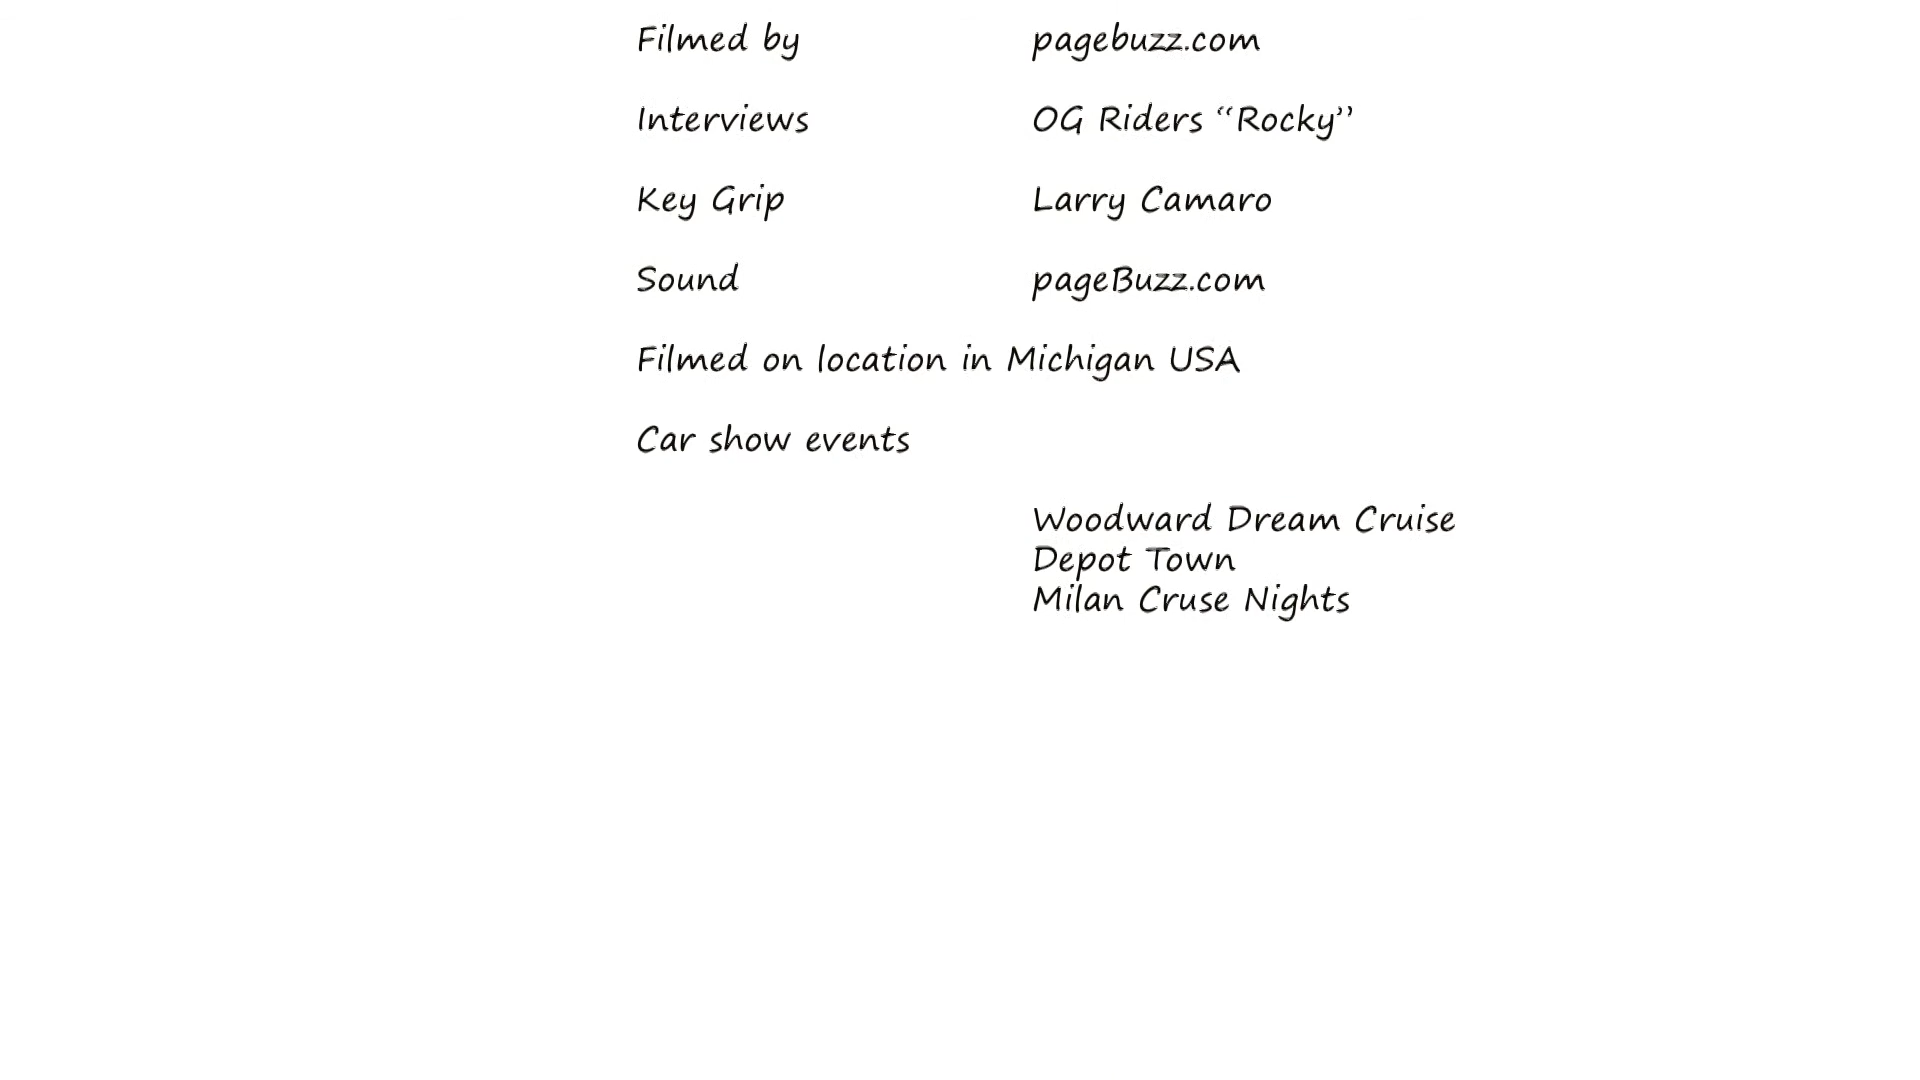 Filmed by pagebuzz.com
Interviews OG Riders “Rocky”
Key Grip Larry Camaro
Sound pageBuzz.com
Filmed on location in Michigan USA
Car show events
Woodward Dream Cruise
Depot Town
Milan Cruse Nights